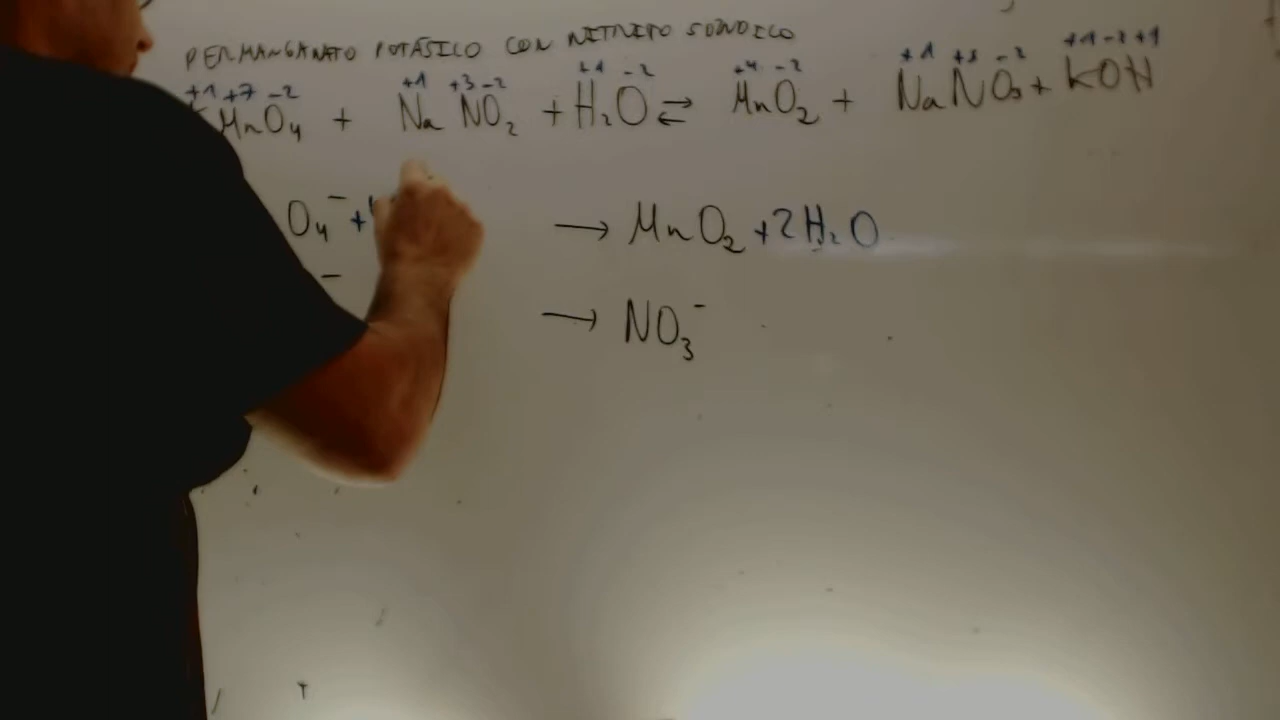 PERMANGANATO POTÁSICO CON NITRITO SÓDICO
+1 +7 -2 +1 +3 -2 +1 -2 +4 -2 +1 +5 -2 +1 -2 +1
MnO₄ + Na NO₂ + H₂O ⇄ MnO₂ + NaNO₃ + KOH
O₄⁻ + → MnO₂ + 2H₂O
⁻ → NO₃⁻